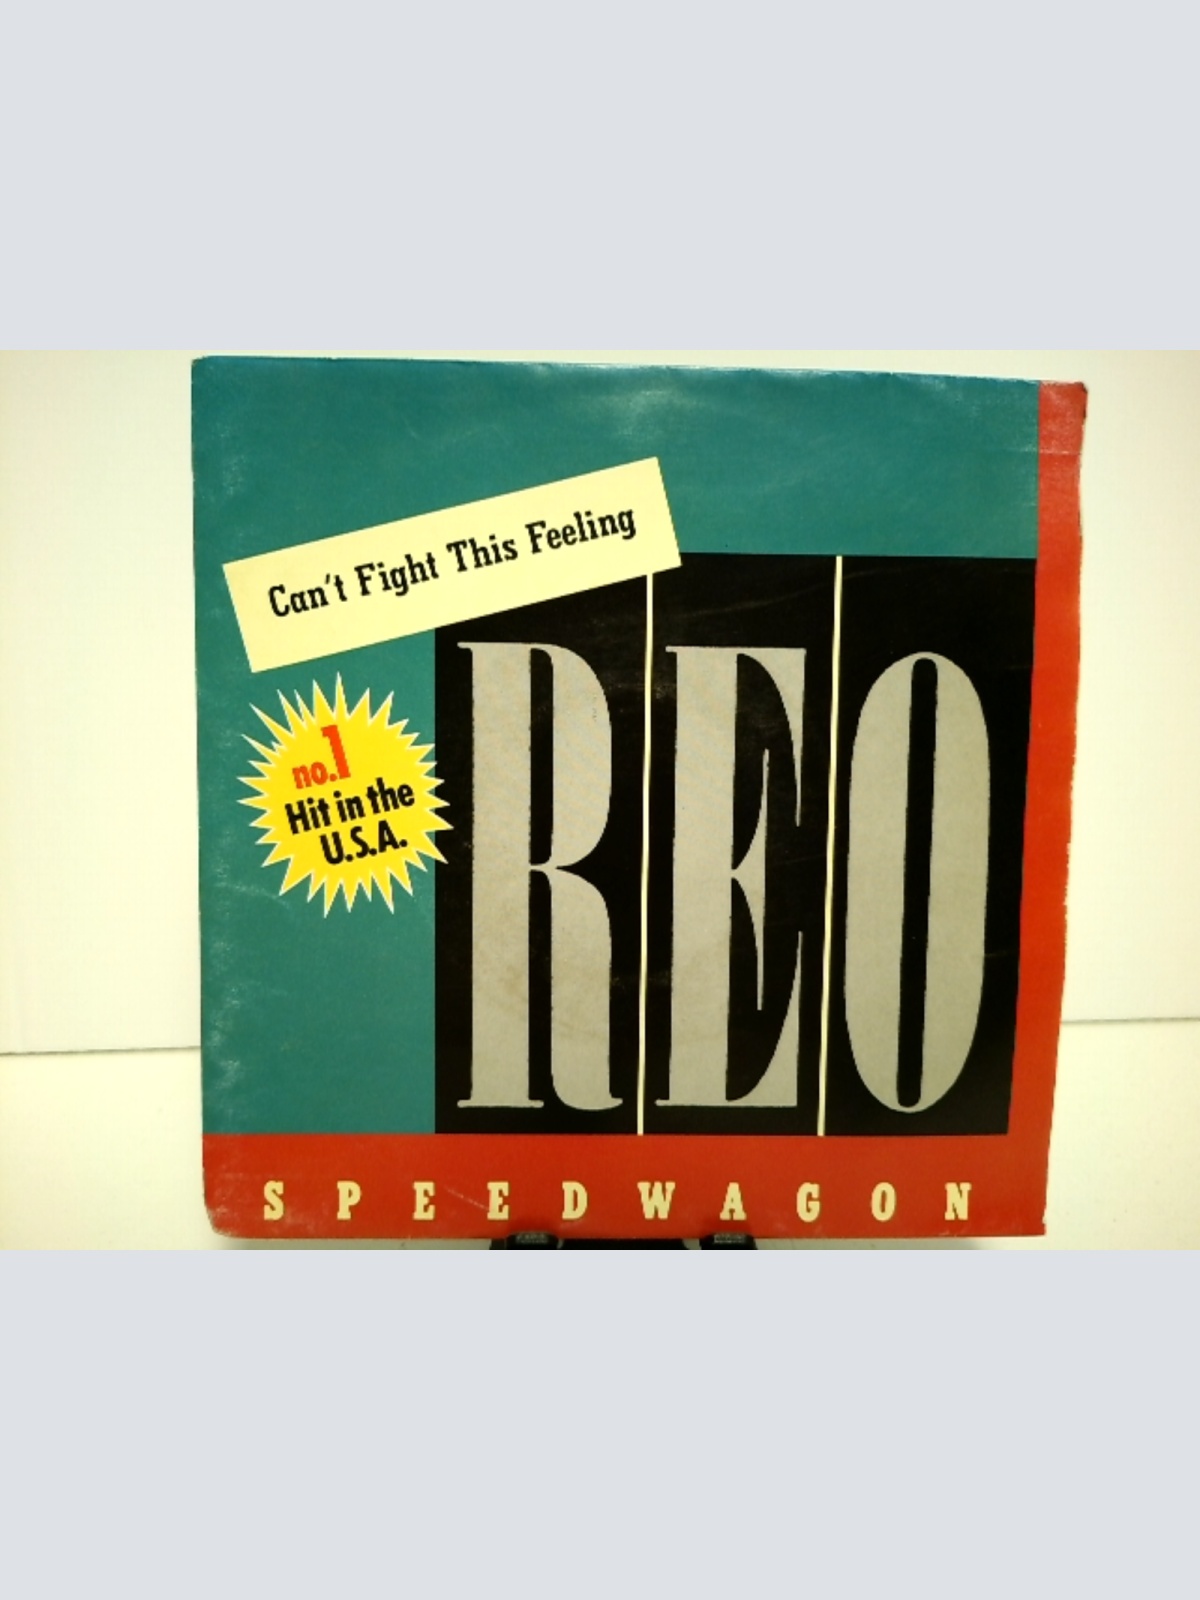 Can't Fight This Feeling
no.1
Hit in the
U.S.A.
REO
SPEEDWAGON